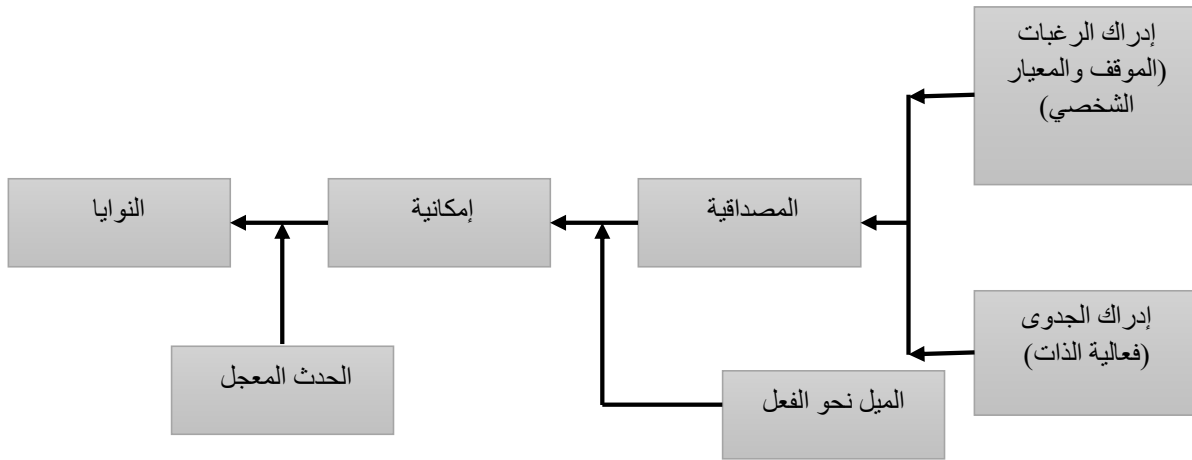 إدراك الرغبات
(الموقف والمعيار
الشخصي)
المصداقية
إمكانية
النوايا
إدراك الجدوى
(فعالية الذات)
الميل نحو الفعل
الحدث المعجل